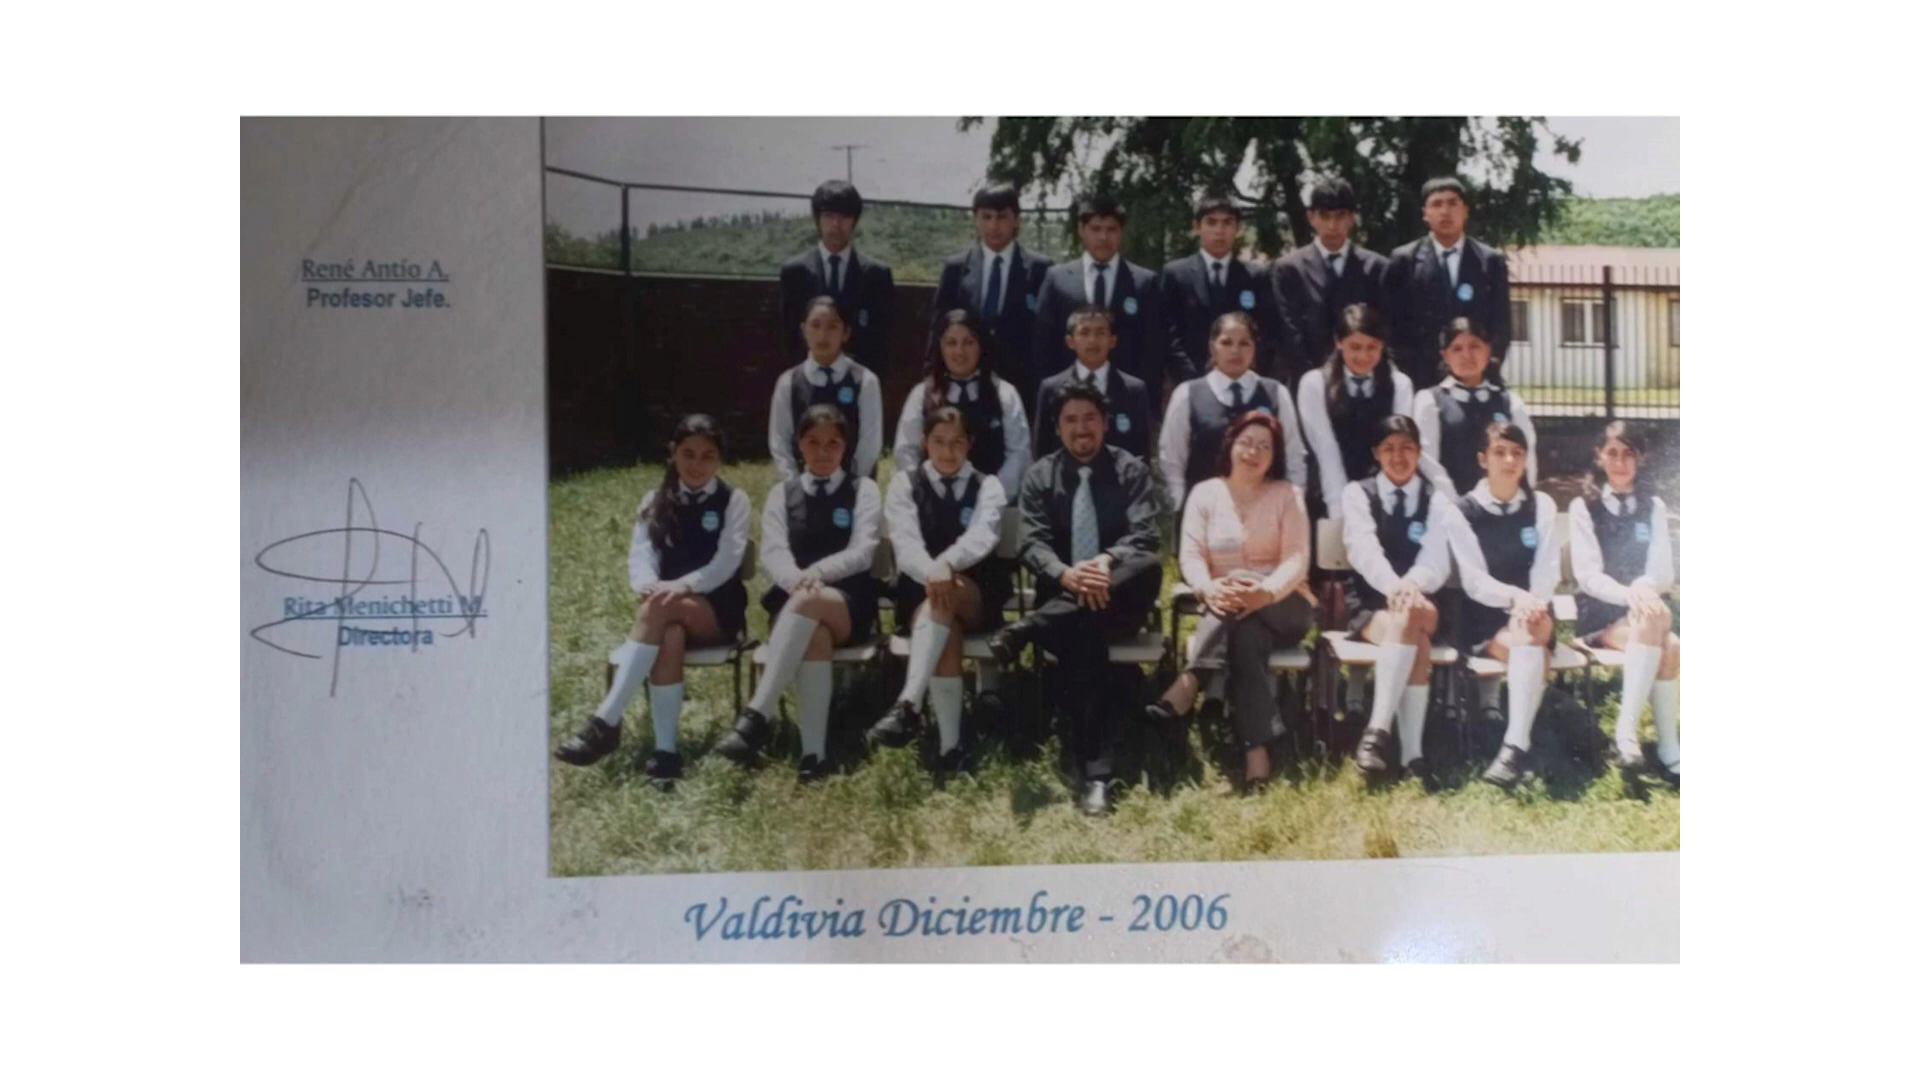 René Antío A.
Profesor Jefe.
Rita Menichetti M.
Directora
Valdivia Diciembre - 2006